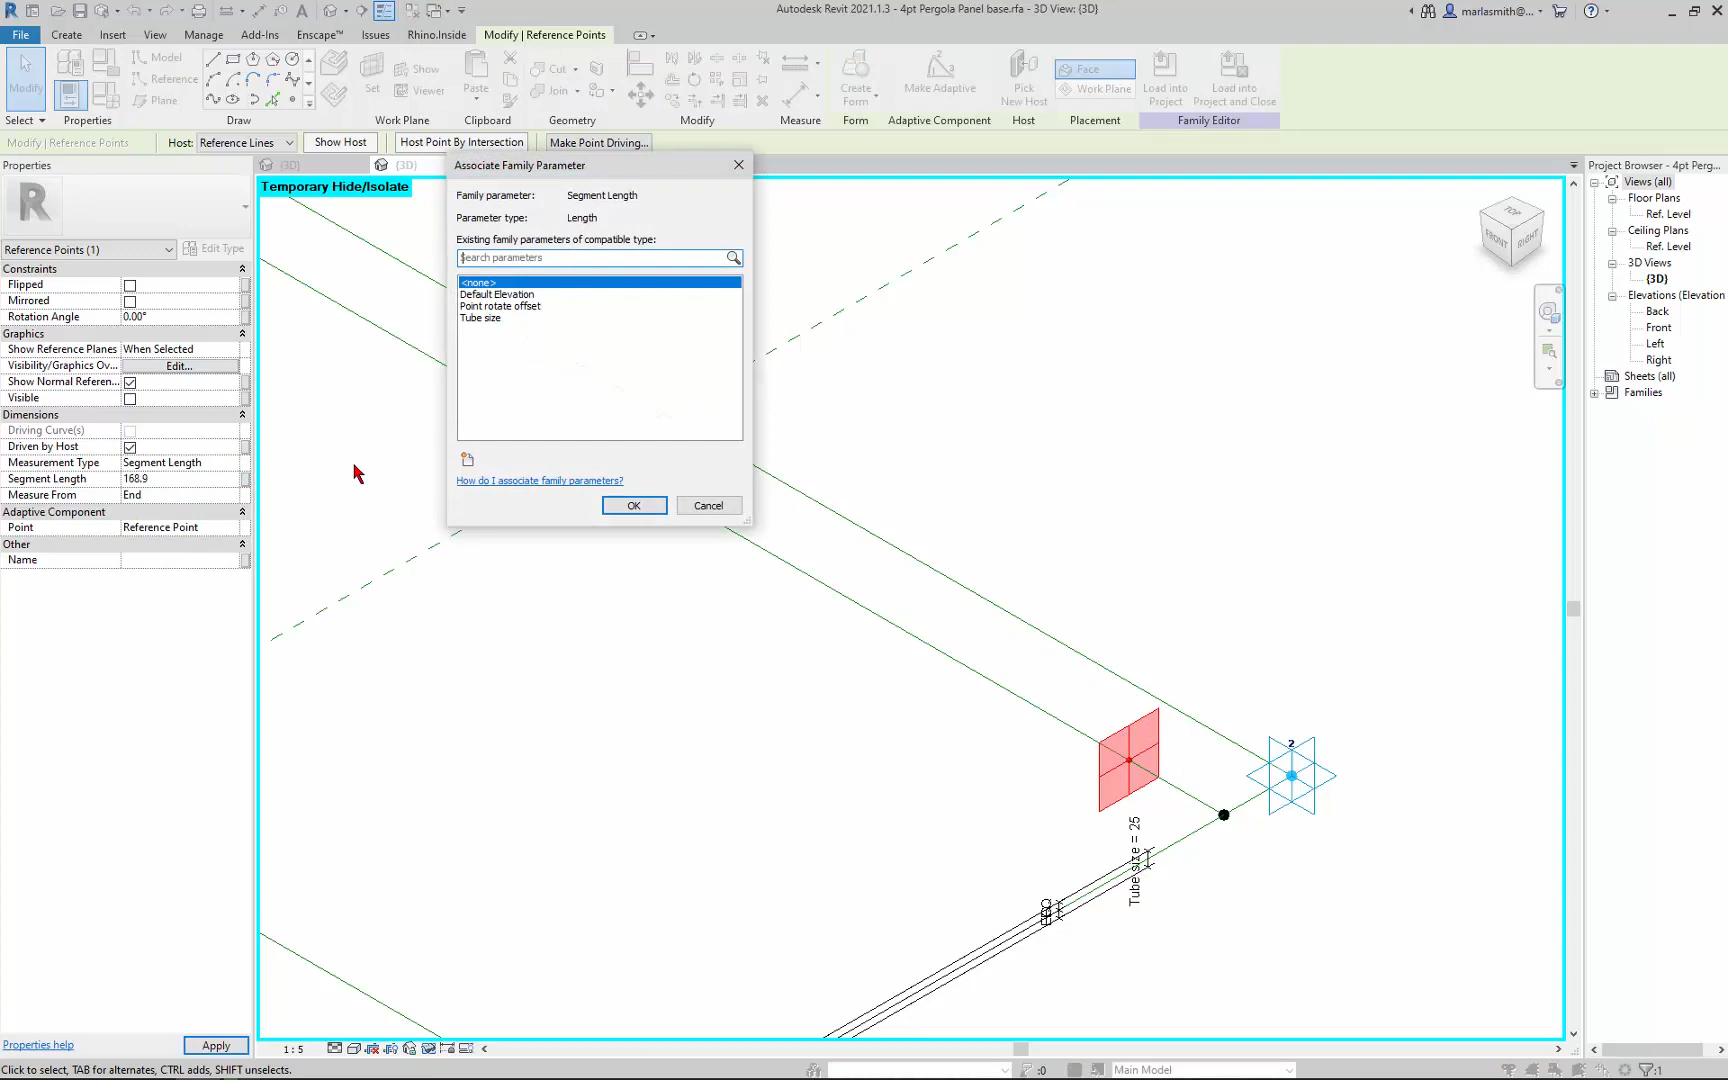 Autodesk Revit 2021.1.3 - 4pt Pergola Panel base.rfa - 3D View: {3D}
marlasmith@...
File Create Insert View Manage Add-Ins Enscape™ Issues Rhino.Inside Modify | Reference Points
Modify
Model
Reference
Plane
Set
Show
Viewer
Paste
Cut
Join
Create Form
Make Adaptive
Pick New Host
Face
Work Plane
Load into Project
Load into Project and Close
Select Properties Draw Work Plane Clipboard Geometry Modify Measure Form Adaptive Component Host Placement Family Editor
Modify | Reference Points Host: Reference Lines Show Host Host Point By Intersection Make Point Driving...
Properties
{3D}
{3D}
Project Browser - 4pt Perg...
Temporary Hide/Isolate
Reference Points (1) Edit Type
Constraints
Flipped
Mirrored
Rotation Angle 0.00°
Graphics
Show Reference Planes When Selected
Visibility/Graphics Ov... Edit...
Show Normal Referen...
Visible
Dimensions
Driving Curve(s)
Driven by Host
Measurement Type Segment Length
Segment Length 168.9
Measure From End
Adaptive Component
Point Reference Point
Other
Name
Properties help Apply
Associate Family Parameter
Family parameter: Segment Length
Parameter type: Length
Existing family parameters of compatible type:
Search parameters
<none>
Default Elevation
Point rotate offset
Tube size
How do I associate family parameters?
OK Cancel
TOP
FRONT
RIGHT
2
Tube size = 25
EQ
Views (all)
Floor Plans
Ref. Level
Ceiling Plans
Ref. Level
3D Views
{3D}
Elevations (Elevation
Back
Front
Left
Right
Sheets (all)
Families
1 : 5
Click to select, TAB for alternates, CTRL adds, SHIFT unselects.
:0
Main Model
:1